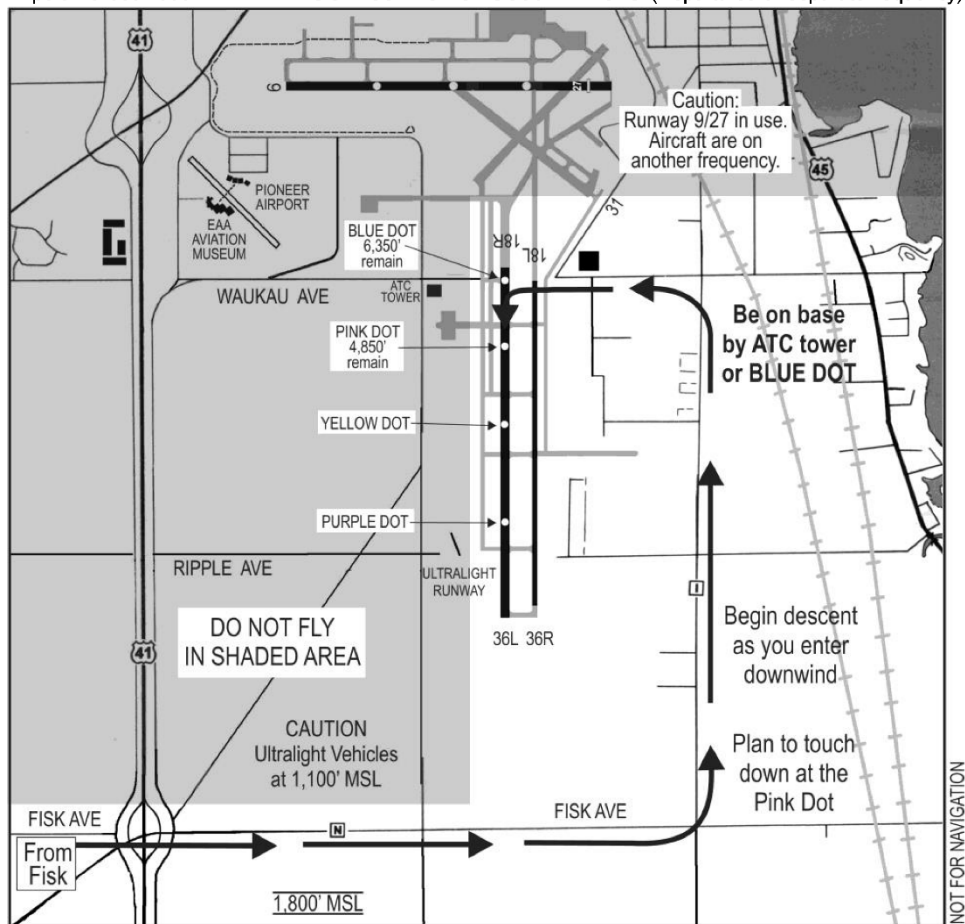 41
9
27
Caution:
Runway 9/27 in use.
Aircraft are on
another frequency.
45
PIONEER
AIRPORT
EAA
AVIATION
MUSEUM
31
BLUE DOT
6,350'
remain
18R
18L
ATC
TOWER
WAUKAU AVE
Be on base
by ATC tower
or BLUE DOT
PINK DOT
4,850'
remain
YELLOW DOT
PURPLE DOT
RIPPLE AVE
ULTRALIGHT
RUNWAY
I
DO NOT FLY
IN SHADED AREA
36L 36R
Begin descent
as you enter
downwind
41
CAUTION
Ultralight Vehicles
at 1,100' MSL
Plan to touch
down at the
Pink Dot
FISK AVE
FISK AVE
N
From
Fisk
1,800' MSL
NOT FOR NAVIGATION